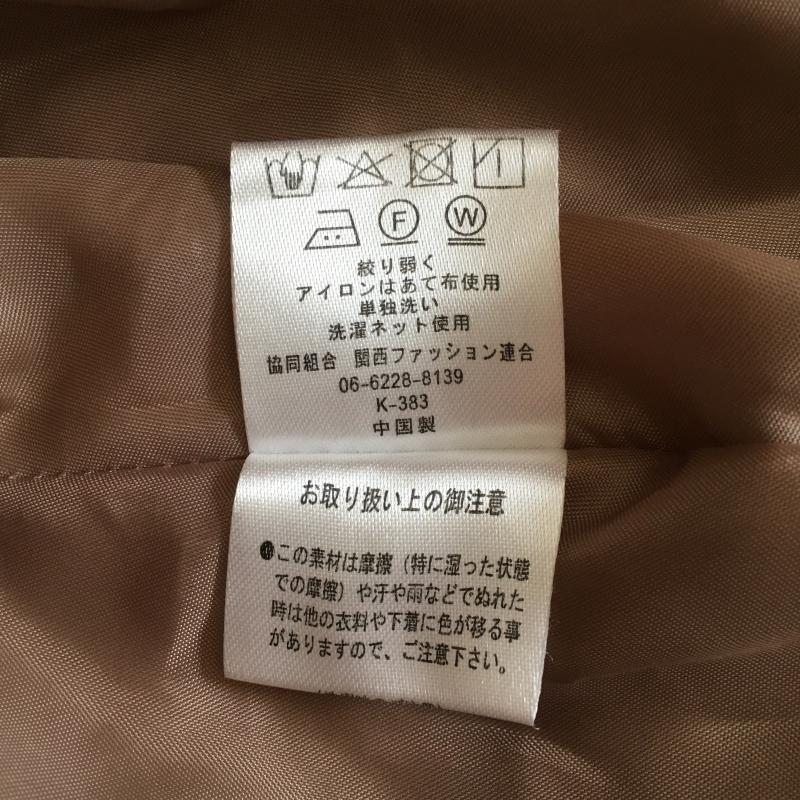 F W
絞り弱く
アイロンはあて布使用
単独洗い
洗濯ネット使用
協同組合 関西ファッション連合
06-6228-8139
K-383
中国製
お取り扱い上の御注意
●この素材は摩擦（特に湿った状態
での摩擦）や汗や雨などでぬれた
時は他の衣料や下着に色が移る事
がありますので、ご注意下さい。